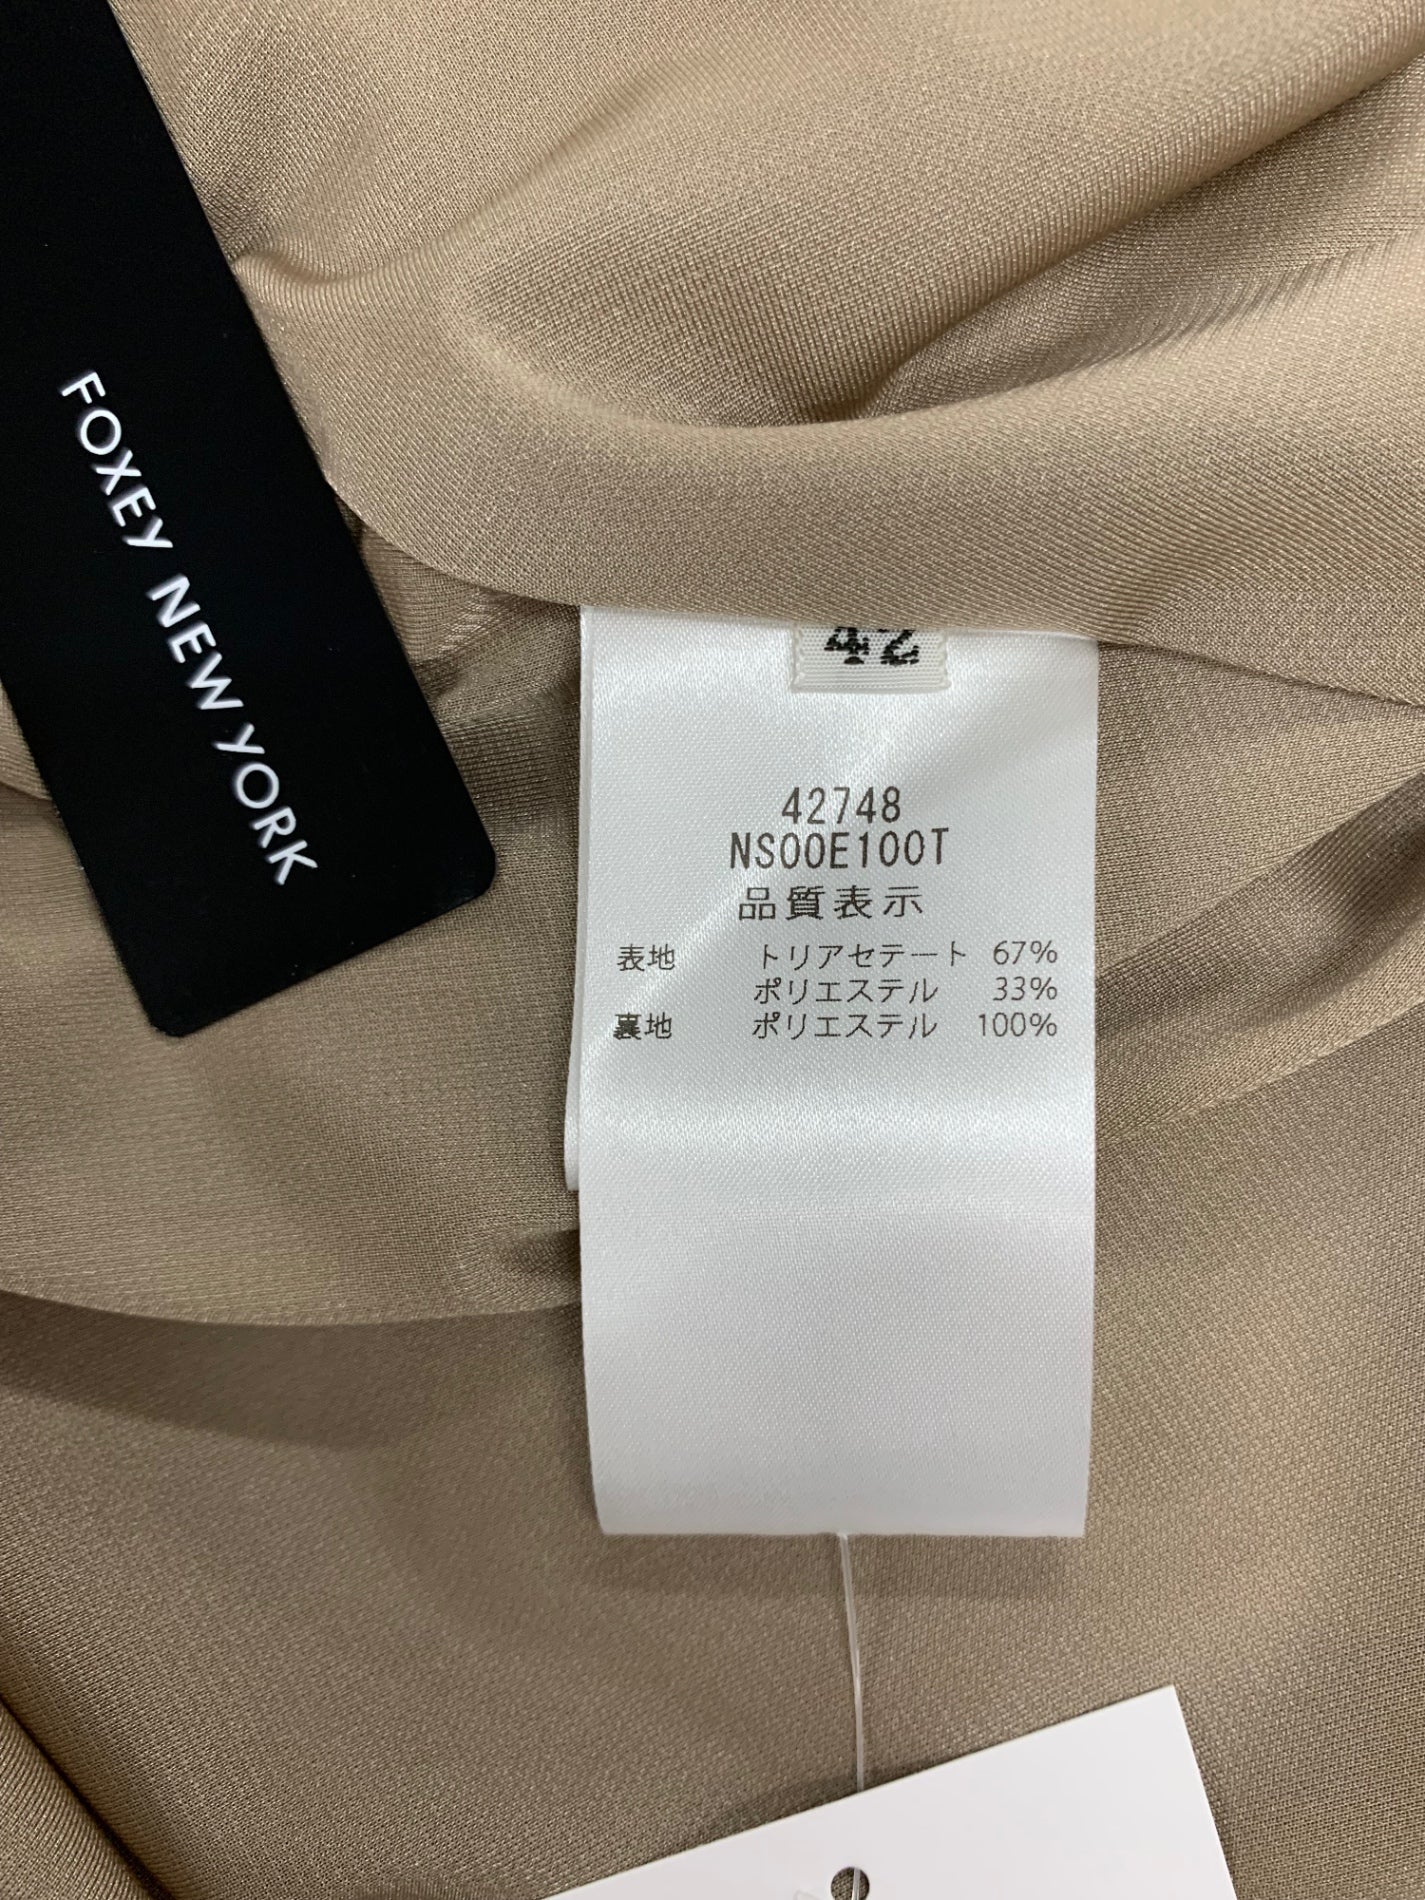 FOXEY NEW YORK
42
42748
NS00E100T
品質表示
表地 トリアセテート 67%
ポリエステル 33%
裏地 ポリエステル 100%